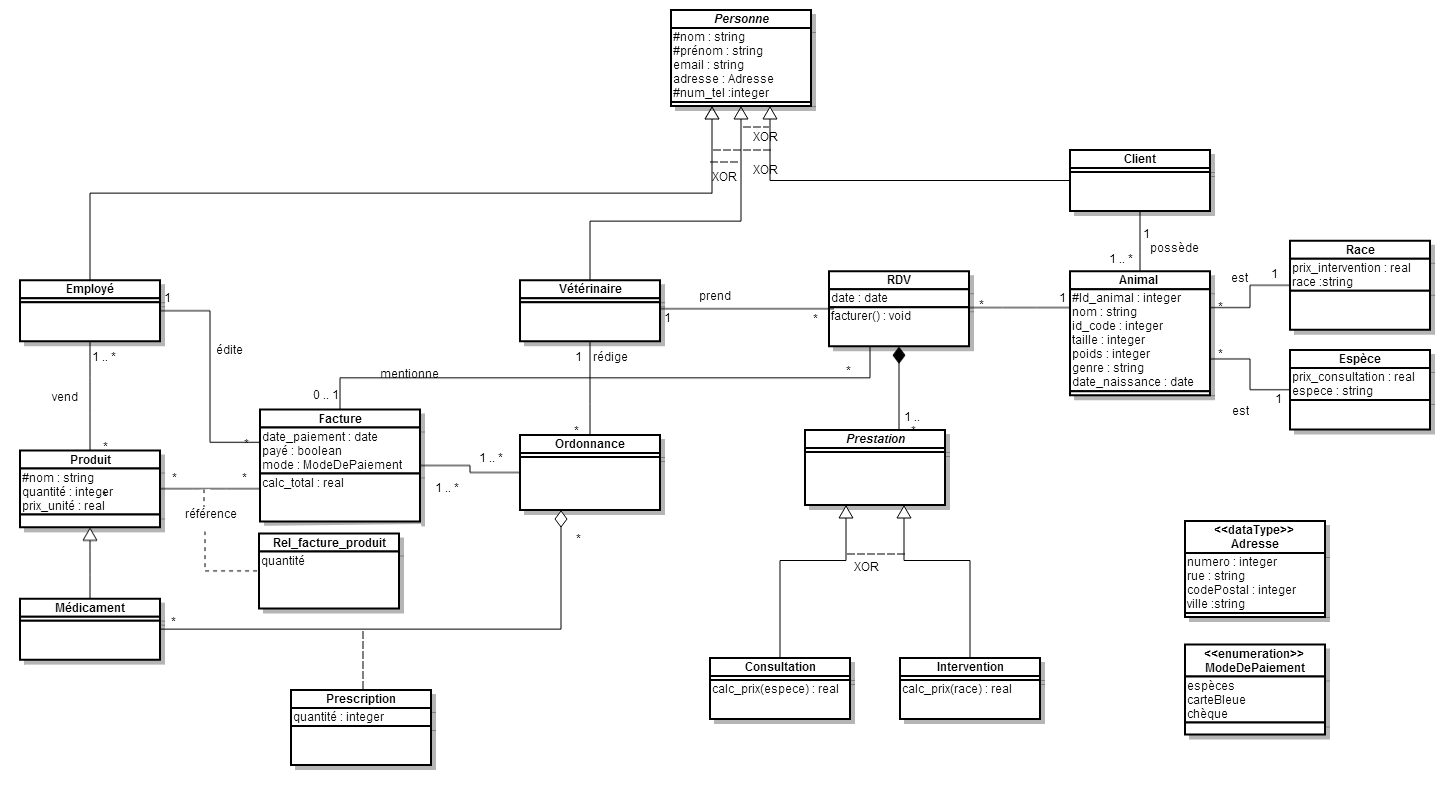 Personne
#nom : string
#prénom : string
email : string
adresse : Adresse
#num_tel :integer
XOR
XOR
XOR
Client
1
possède
1 .. *
Employé
1
1 .. *
édite
vend
*
*
Vétérinaire
1
prend
*
1
rédige
*
RDV
date : date
facturer() : void
*
1
Animal
#Id_animal : integer
nom : string
id_code : integer
taille : integer
poids : integer
genre : string
date_naissance : date
est
1
*
Race
prix_intervention : real
race :string
*
1
est
Espèce
prix_consultation : real
espece : string
mentionne
*
0 .. 1
Facture
date_paiement : date
payé : boolean
mode : ModeDePaiement
calc_total : real
1 .. *
1 .. *
Ordonnance
1 ..
*
Prestation
Produit
#nom : string
quantité : integer
prix_unité : real
*
*
référence
Rel_facture_produit
quantité
*
Médicament
*
Prescription
quantité : integer
XOR
Consultation
calc_prix(espece) : real
Intervention
calc_prix(race) : real
<<dataType>>
Adresse
numero : integer
rue : string
codePostal : integer
ville :string
<<enumeration>>
ModeDePaiement
espèces
carteBleue
chèque